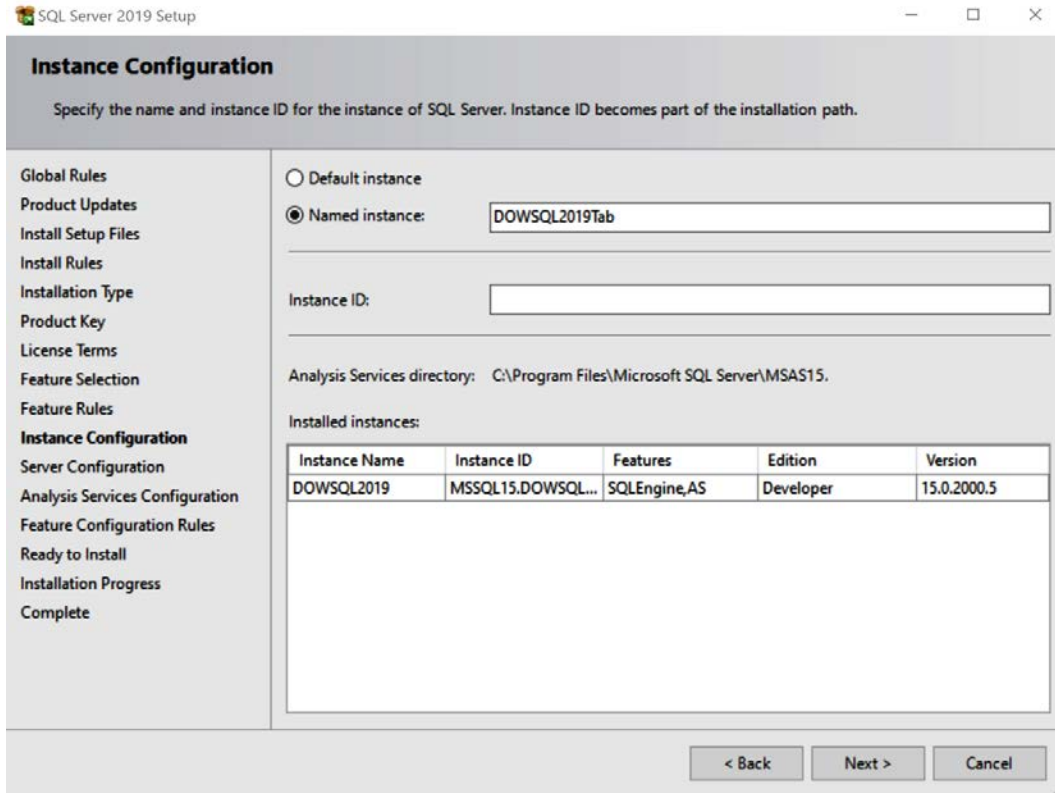 SQL Server 2019 Setup
Instance Configuration
Specify the name and instance ID for the instance of SQL Server. Instance ID becomes part of the installation path.
Global Rules
Product Updates
Install Setup Files
Install Rules
Installation Type
Product Key
License Terms
Feature Selection
Feature Rules
Instance Configuration
Server Configuration
Analysis Services Configuration
Feature Configuration Rules
Ready to Install
Installation Progress
Complete
Default instance
Named instance: DOWSQL2019Tab
Instance ID:
Analysis Services directory: C:\Program Files\Microsoft SQL Server\MSAS15.
Installed instances:
Instance Name Instance ID Features Edition Version
DOWSQL2019 MSSQL15.DOWSQL... SQLEngine,AS Developer 15.0.2000.5
< Back Next > Cancel